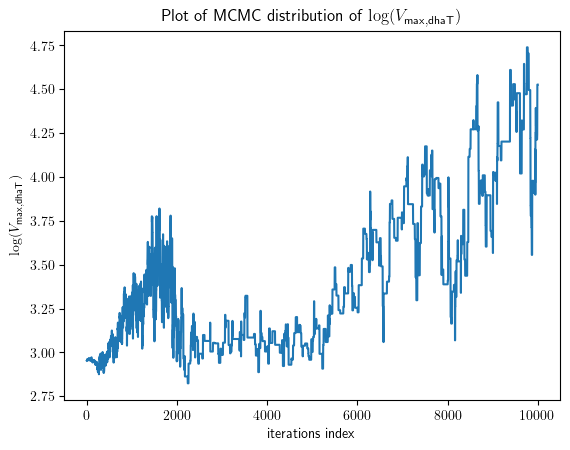 Plot of MCMC distribution of log(V_max,dhaT)
log(V_max,dhaT)
4.75
4.50
4.25
4.00
3.75
3.50
3.25
3.00
2.75
0 2000 4000 6000 8000 10000
iterations index